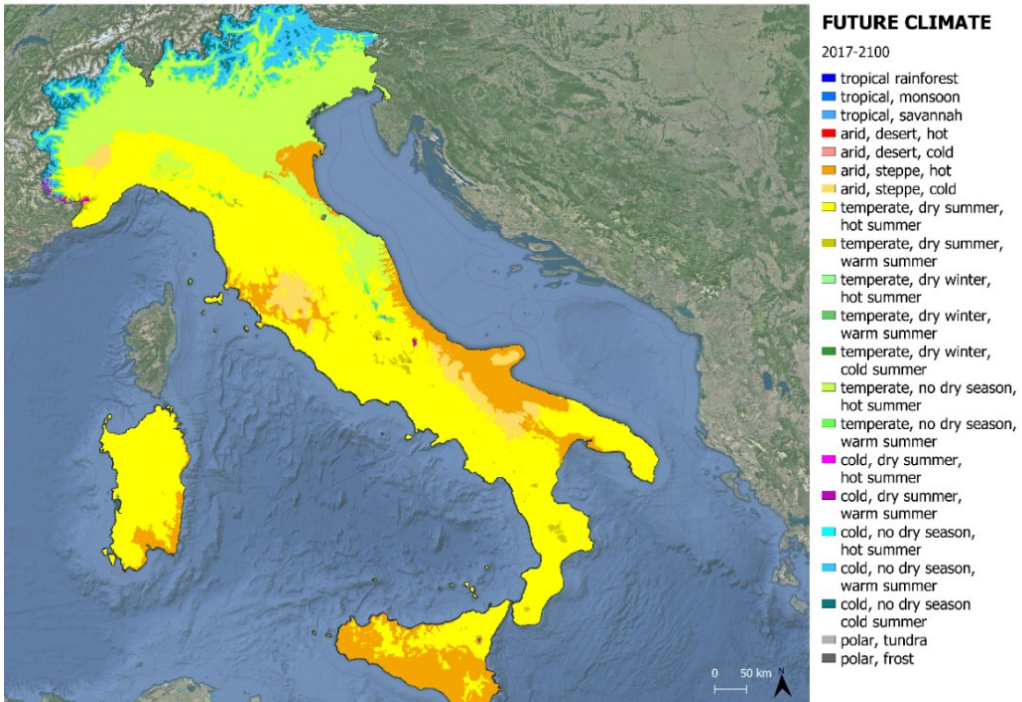 FUTURE CLIMATE
2017-2100
tropical rainforest
tropical, monsoon
tropical, savannah
arid, desert, hot
arid, desert, cold
arid, steppe, hot
arid, steppe, cold
temperate, dry summer,
hot summer
temperate, dry summer,
warm summer
temperate, dry winter,
hot summer
temperate, dry winter,
warm summer
temperate, dry winter,
cold summer
temperate, no dry season,
hot summer
temperate, no dry season,
warm summer
cold, dry summer,
hot summer
cold, dry summer,
warm summer
cold, no dry season,
hot summer
cold, no dry season,
warm summer
cold, no dry season
cold summer
polar, tundra
polar, frost
0 50 km N